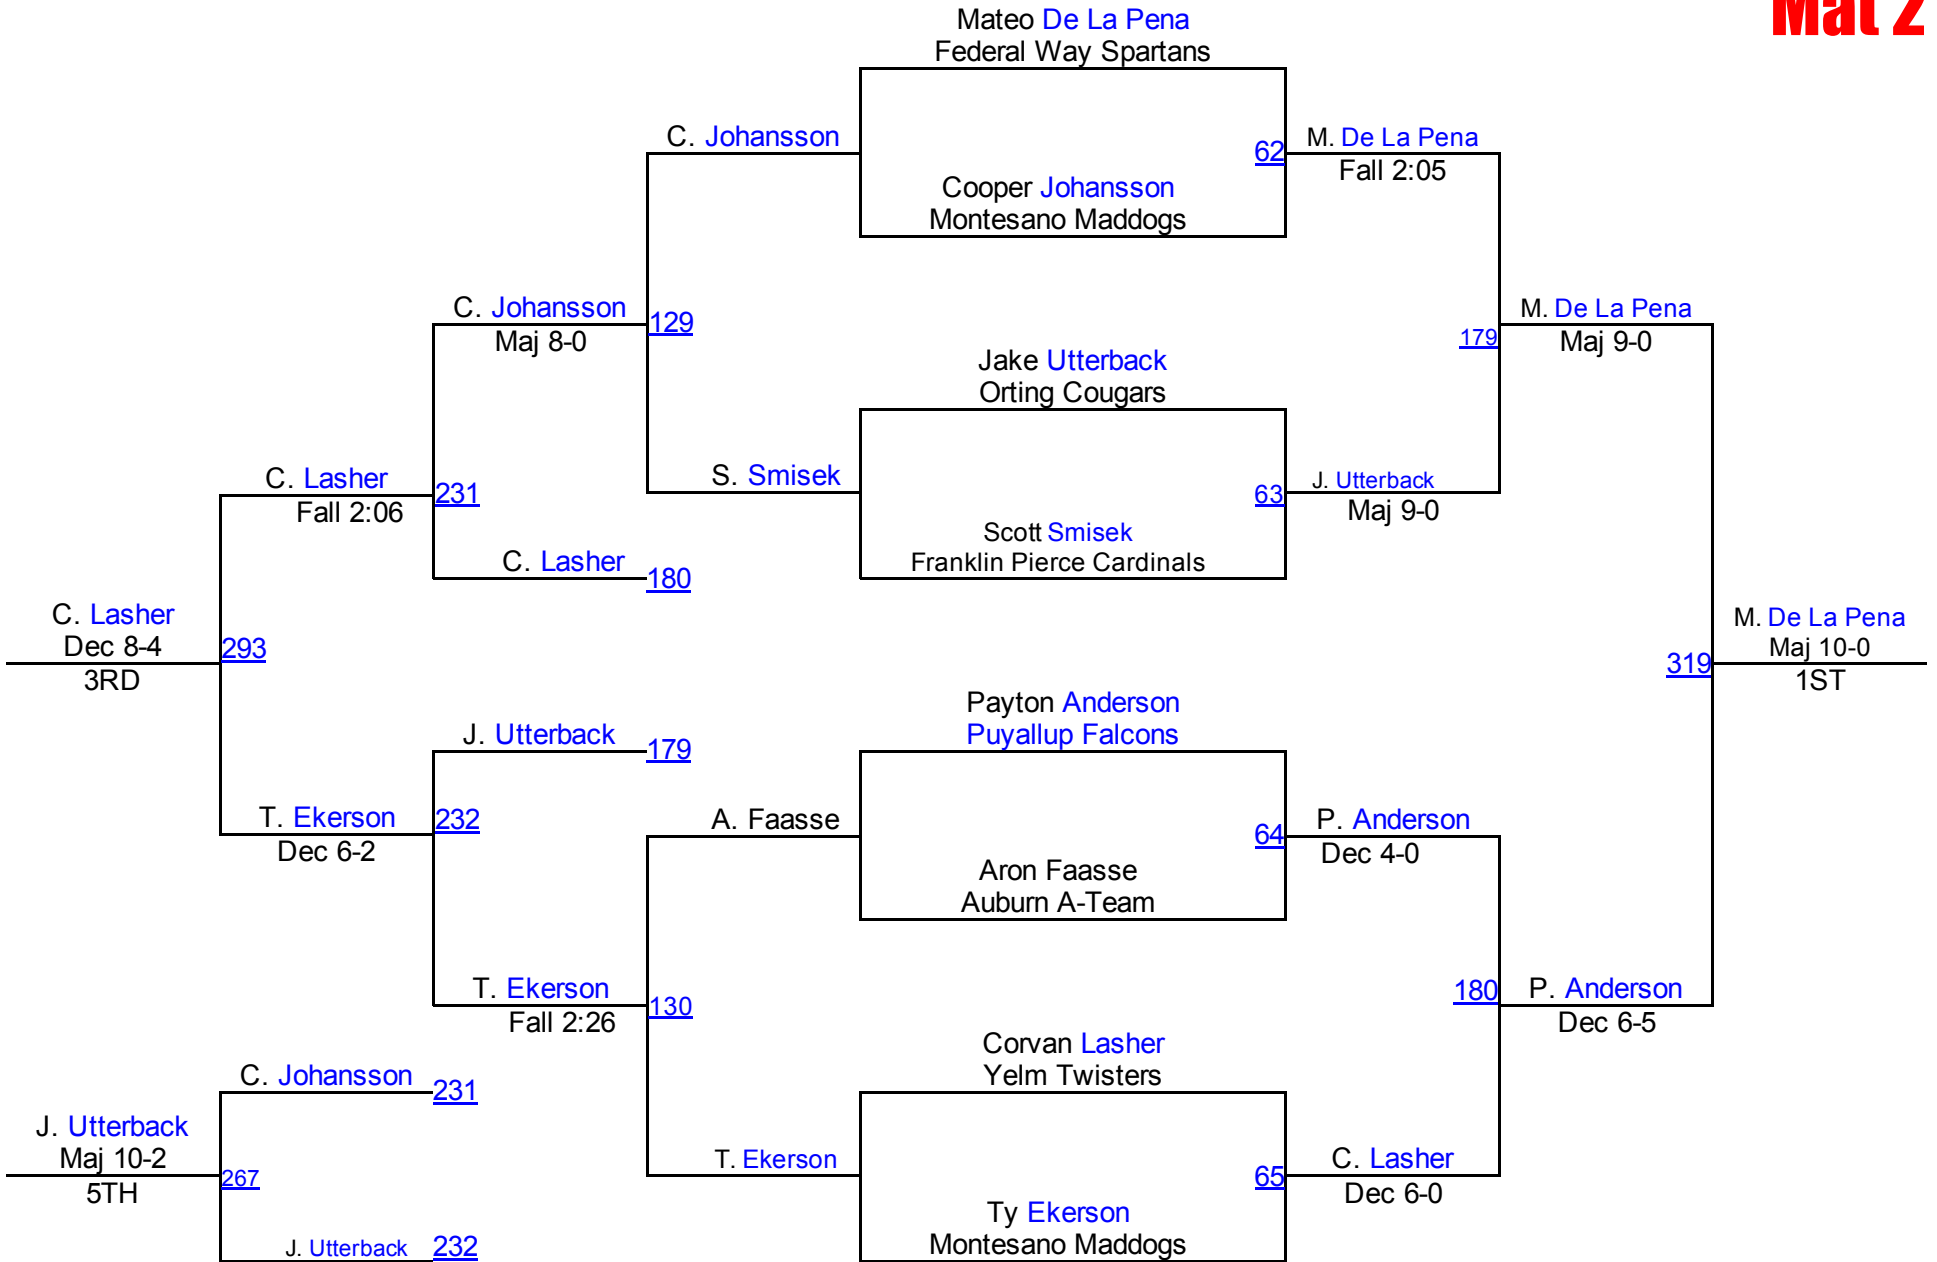 Mat 2
Mateo De La Pena
Federal Way Spartans
C. Johansson
62
M. De La Pena
Fall 2:05
Cooper Johansson
Montesano Maddogs
C. Johansson
Maj 8-0
129
M. De La Pena
Maj 9-0
179
Jake Utterback
Orting Cougars
C. Lasher
Fall 2:06
231
S. Smisek
63
J. Utterback
Maj 9-0
Scott Smisek
Franklin Pierce Cardinals
C. Lasher
180
C. Lasher
Dec 8-4
3RD
293
M. De La Pena
Maj 10-0
1ST
319
Payton Anderson
Puyallup Falcons
J. Utterback
179
T. Ekerson
Dec 6-2
232
A. Faasse
64
P. Anderson
Dec 4-0
Aron Faasse
Auburn A-Team
T. Ekerson
Fall 2:26
130
180
P. Anderson
Dec 6-5
Corvan Lasher
Yelm Twisters
C. Johansson
231
J. Utterback
Maj 10-2
5TH
267
T. Ekerson
65
C. Lasher
Dec 6-0
Ty Ekerson
Montesano Maddogs
J. Utterback
232